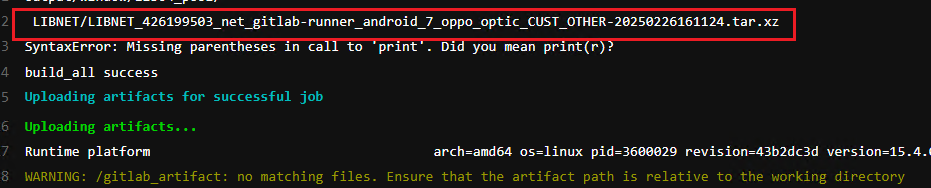 2 LIBNET/LIBNET_426199503_net_gitlab-runner_android_7_oppo_optic_CUST_OTHER-20250226161124.tar.xz
3 SyntaxError: Missing parentheses in call to 'print'. Did you mean print(r)?
4 build_all success
5 Uploading artifacts for successful job
6 Uploading artifacts...
7 Runtime platform arch=amd64 os=linux pid=3600029 revision=43b2dc3d version=15.4.
8 WARNING: /gitlab_artifact: no matching files. Ensure that the artifact path is relative to the working directory